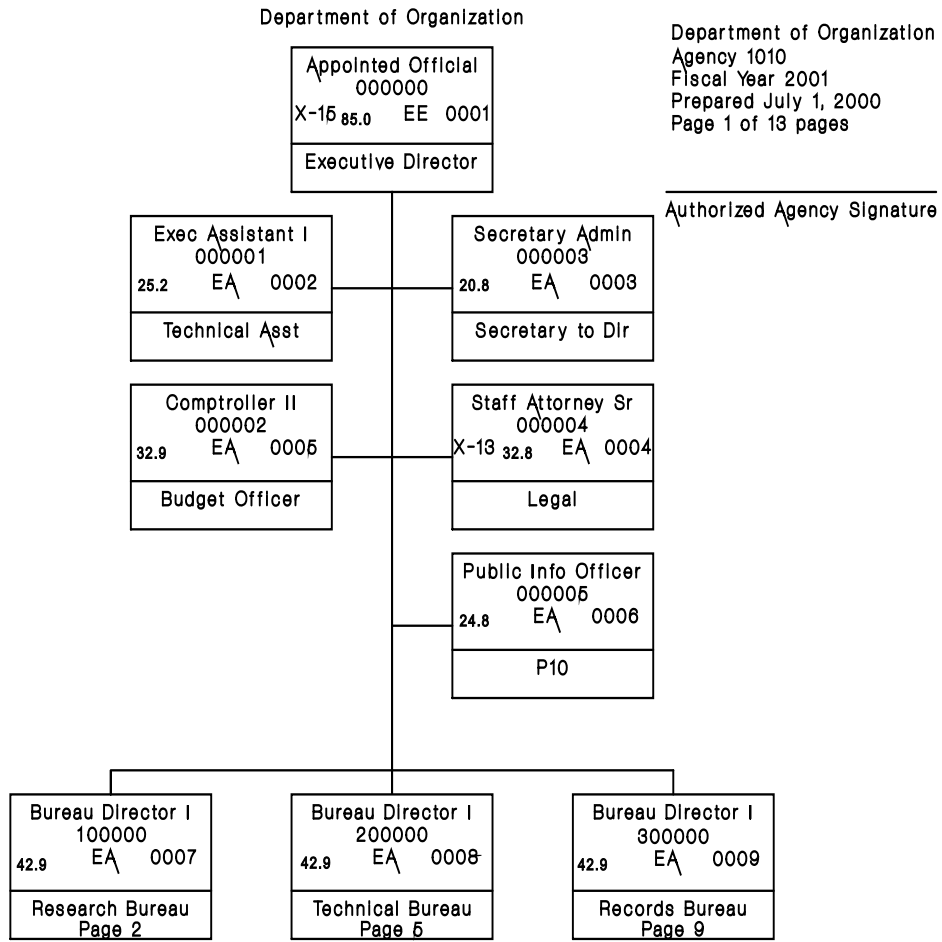 Department of Organization
Department of Organization
Agency 1010
Fiscal Year 2001
Prepared July 1, 2000
Page 1 of 13 pages
Authorized Agency Signature
Appointed Official
000000
X-15 85.0 EE 0001
Executive Director
Exec Assistant I
000001
25.2 EA 0002
Technical Asst
Secretary Admin
000003
20.8 EA 0003
Secretary to Dir
Comptroller II
000002
32.9 EA 0005
Budget Officer
Staff Attorney Sr
000004
X-13 32.8 EA 0004
Legal
Public Info Officer
000005
24.8 EA 0006
P10
Bureau Director I
100000
42.9 EA 0007
Research Bureau
Page 2
Bureau Director I
200000
42.9 EA 0008
Technical Bureau
Page 5
Bureau Director I
300000
42.9 EA 0009
Records Bureau
Page 9